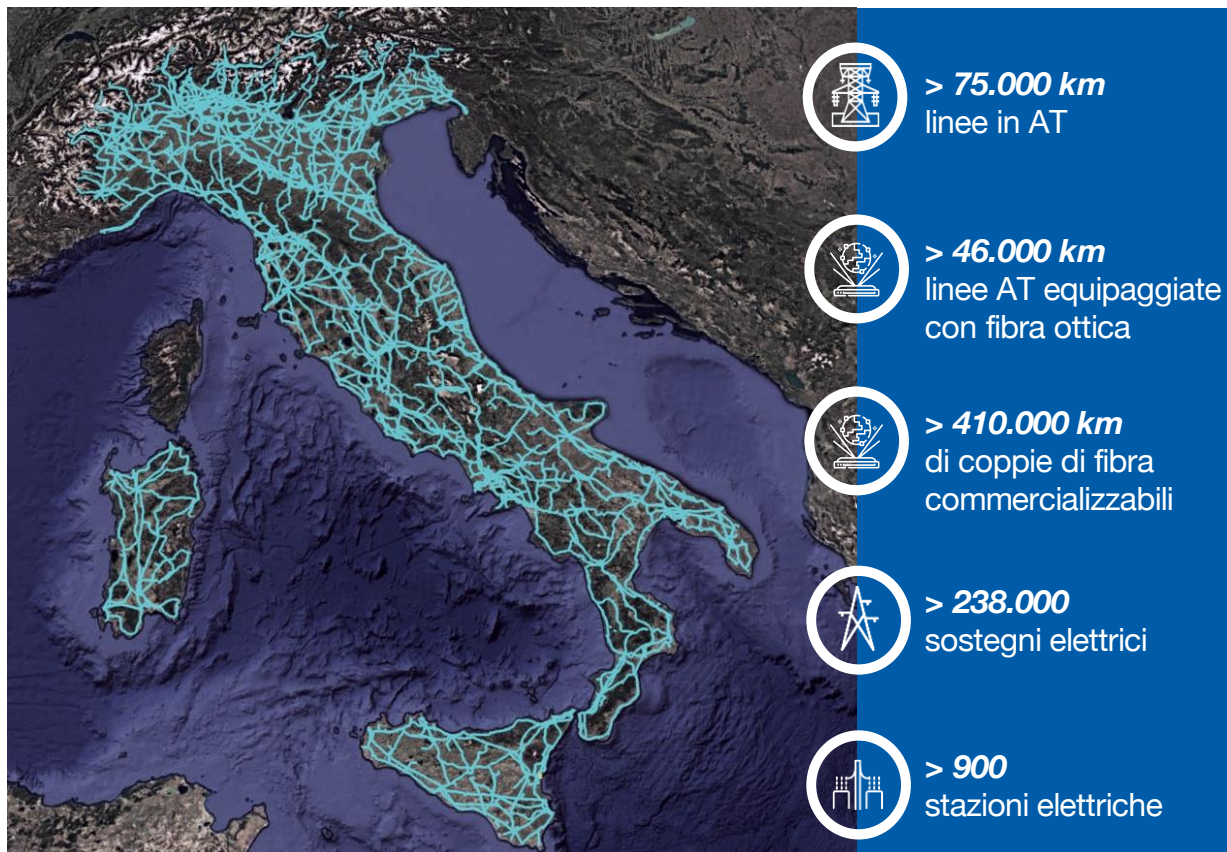 > 75.000 km
linee in AT
> 46.000 km
linee AT equipaggiate
con fibra ottica
> 410.000 km
di coppie di fibra
commercializzabili
> 238.000
sostegni elettrici
> 900
stazioni elettriche